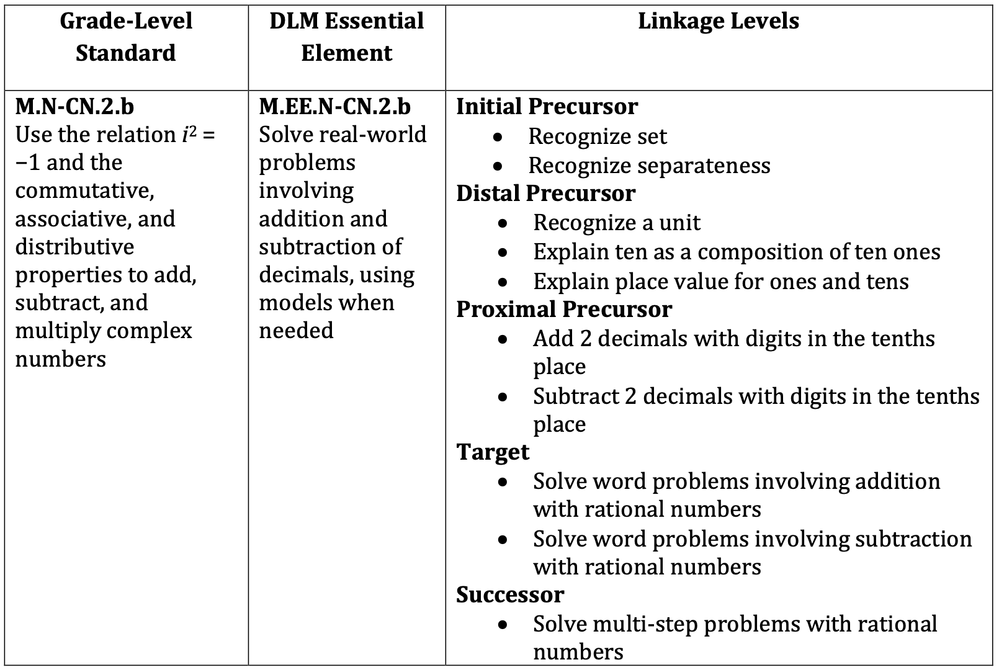 Grade-Level
Standard
DLM Essential
Element
Linkage Levels
M.N-CN.2.b
Use the relation i² =
−1 and the
commutative,
associative, and
distributive
properties to add,
subtract, and
multiply complex
numbers
M.EE.N-CN.2.b
Solve real-world
problems
involving
addition and
subtraction of
decimals, using
models when
needed
Initial Precursor
• Recognize set
• Recognize separateness
Distal Precursor
• Recognize a unit
• Explain ten as a composition of ten ones
• Explain place value for ones and tens
Proximal Precursor
• Add 2 decimals with digits in the tenths
place
• Subtract 2 decimals with digits in the tenths
place
Target
• Solve word problems involving addition
with rational numbers
• Solve word problems involving subtraction
with rational numbers
Successor
• Solve multi-step problems with rational
numbers